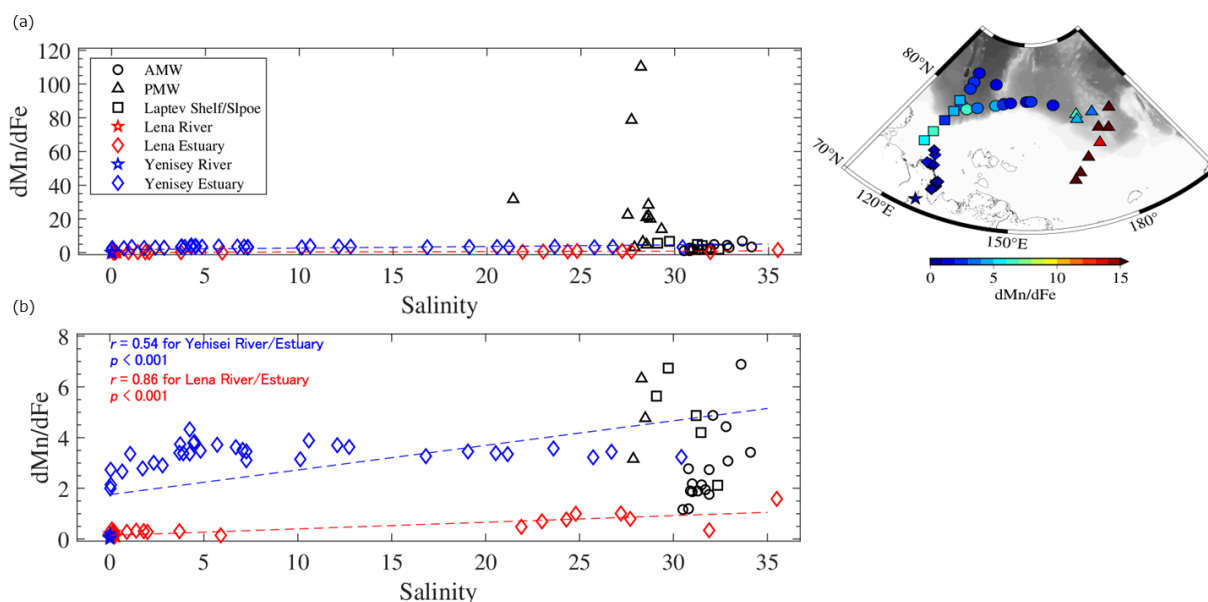 (a)
120
100
80
60
40
20
0
dMn/dFe
AMW
PMW
Laptev Shelf/Slpoe
Lena River
Lena Estuary
Yenisey River
Yenisey Estuary
0 5 10 15 20 25 30 35
Salinity
80°N
70°N
120°E
150°E
180°
0 5 10 15
dMn/dFe
(b)
8
6
4
2
0
dMn/dFe
r = 0.54 for Yenisei River/Estuary
p < 0.001
r = 0.86 for Lena River/Estuary
p < 0.001
0 5 10 15 20 25 30 35
Salinity